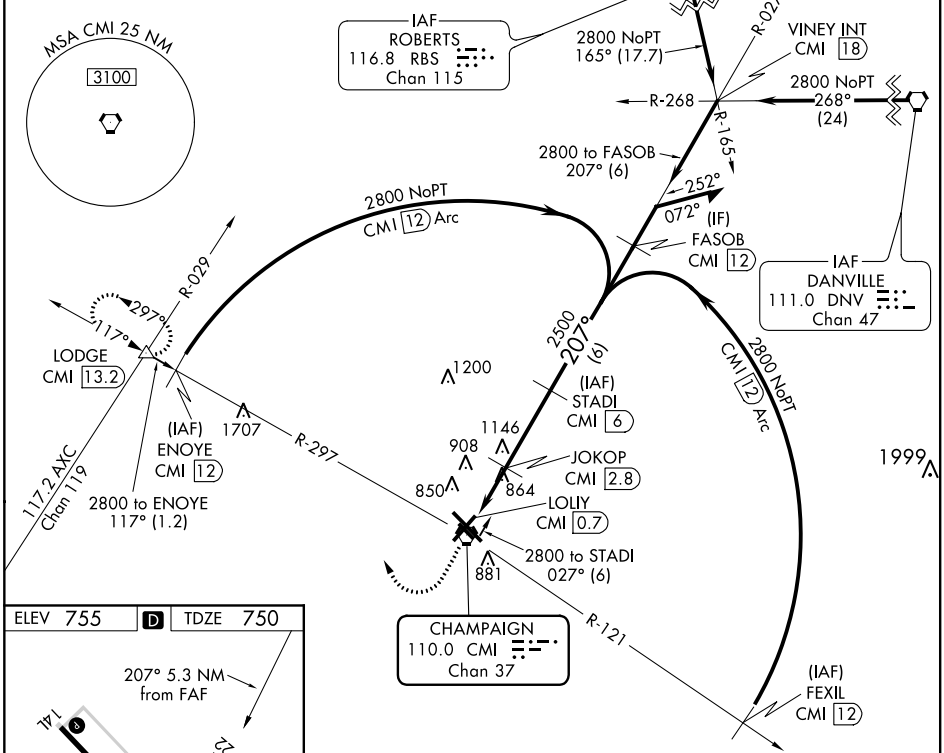 MSA CMI 25 NM
3100
IAF
ROBERTS
116.8 RBS
Chan 115
2800 NoPT
165° (17.7)
VINEY INT
CMI 18
2800 NoPT
268°
(24)
R-268
R-165
2800 to FASOB
207° (6)
252°
072°
(IF)
FASOB
CMI 12
IAF
DANVILLE
111.0 DNV
Chan 47
2800 NoPT
CMI 12 Arc
R-029
297°
117°
LODGE
CMI 13.2
(IAF)
ENOYE
CMI 12
2800 to ENOYE
117° (1.2)
117.2 AXC
Chan 119
1707
R-297
1200
2500
207°
(6)
(IAF)
STADI
CMI 6
2800 NoPT
CMI 12 Arc
1146
908
850
864
JOKOP
CMI 2.8
LOLIY
CMI 0.7
1999
2800 to STADI
027° (6)
881
R-121
CHAMPAIGN
110.0 CMI
Chan 37
(IAF)
FEXIL
CMI 12
ELEV 755 D TDZE 750
207° 5.3 NM
from FAF
14L
P